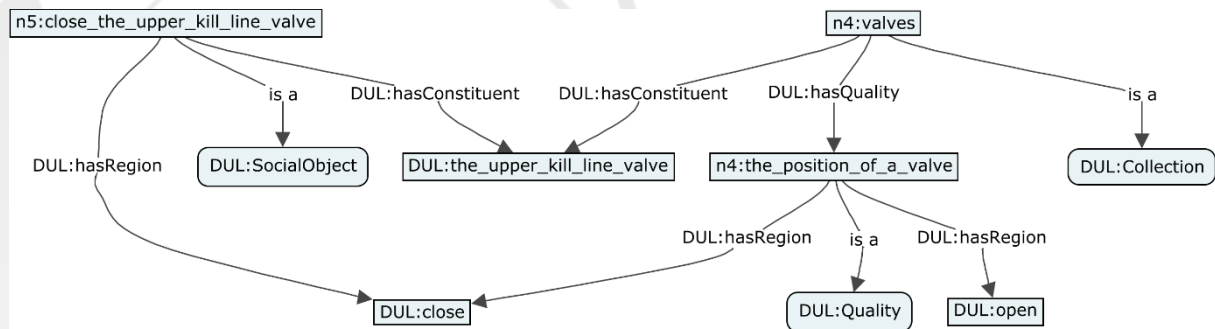 n5:close_the_upper_kill_line_valve
n4:valves
is a
DUL:hasConstituent
DUL:hasConstituent
DUL:hasQuality
is a
DUL:hasRegion
DUL:SocialObject
DUL:the_upper_kill_line_valve
n4:the_position_of_a_valve
DUL:Collection
DUL:hasRegion
is a
DUL:hasRegion
DUL:close
DUL:Quality
DUL:open